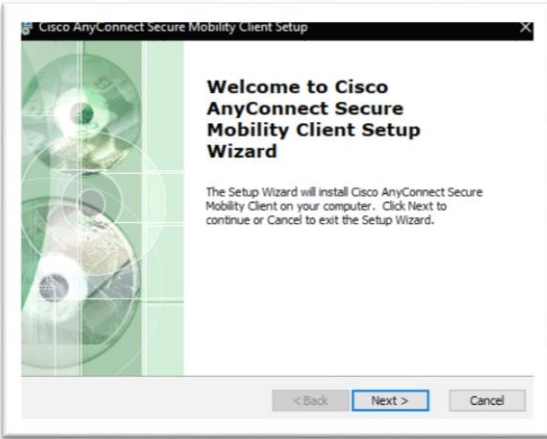 Cisco AnyConnect Secure Mobility Client Setup
Welcome to Cisco
AnyConnect Secure
Mobility Client Setup
Wizard
The Setup Wizard will install Cisco AnyConnect Secure
Mobility Client on your computer. Click Next to
continue or Cancel to exit the Setup Wizard.
< Back Next > Cancel